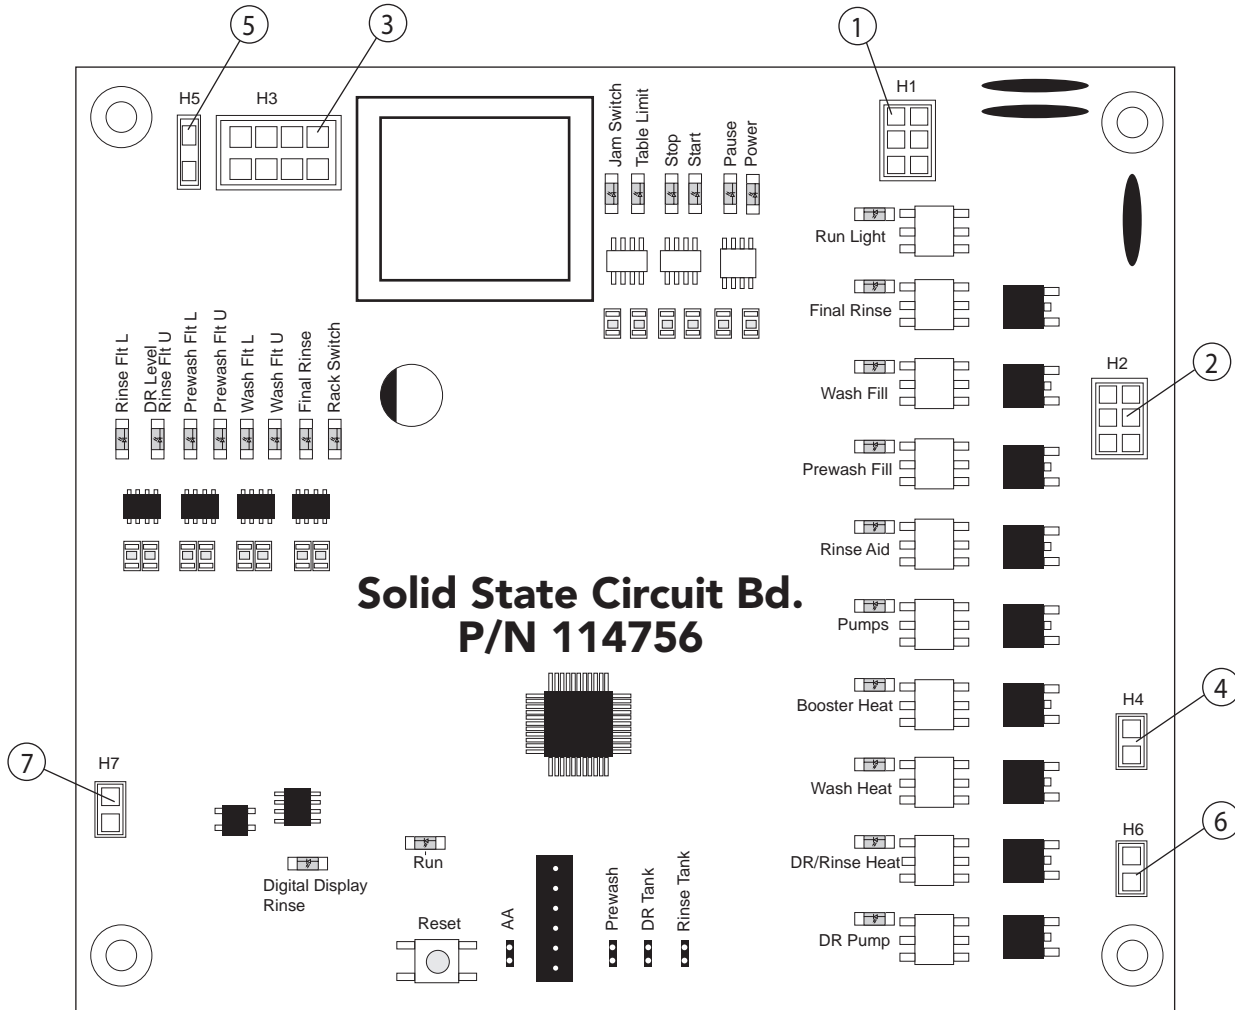 5
3
1
H5
H3
H1
Jam Switch
Table Limit
Stop
Start
Pause
Power
Run Light
Final Rinse
Wash Fill
Prewash Fill
Rinse Aid
Pumps
Booster Heat
Wash Heat
DR/Rinse Heat
DR Pump
H2
2
Rinse Flt L
DR Level
Rinse Flt U
Prewash Flt L
Prewash Flt U
Wash Flt L
Wash Flt U
Final Rinse
Rack Switch
Solid State Circuit Bd.
P/N 114756
H4
4
H6
6
H7
7
Run
Digital Display
Rinse
Reset
AA
Prewash
DR Tank
Rinse Tank